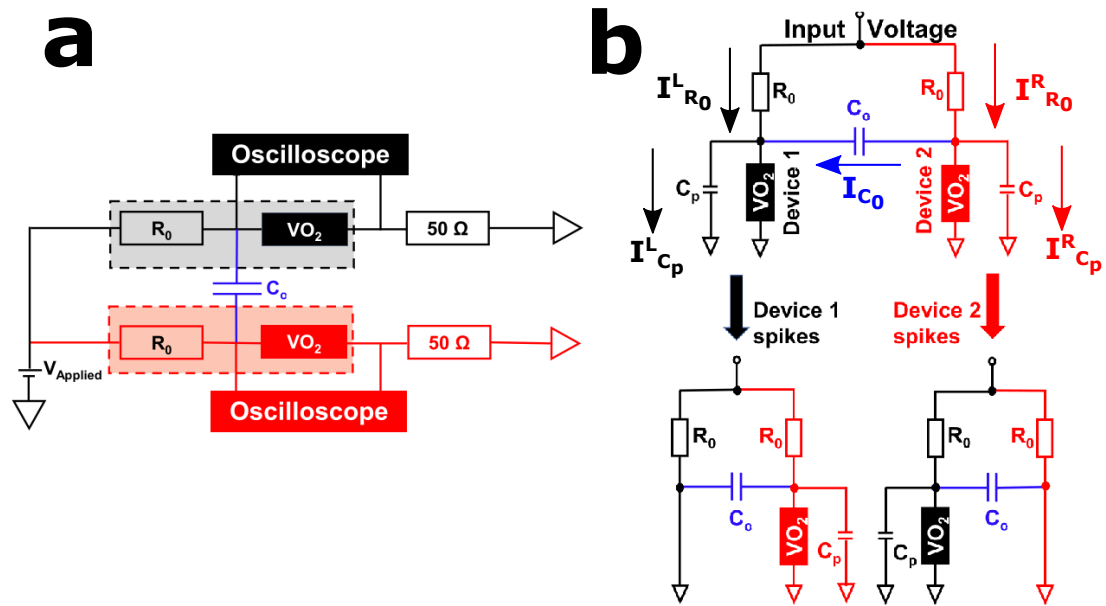 a
Oscilloscope
R₀
VO₂
50 Ω
Cₒ
R₀
VO₂
50 Ω
V_Applied
Oscilloscope
b
Input Voltage
I^L_R₀
R₀
R₀
I^R_R₀
Cₒ
C_p
VO₂
Device 1
I_C₀
Device 2
VO₂
C_p
I^L_Cₚ
I^R_Cₚ
Device 1
spikes
Device 2
spikes
R₀
R₀
Cₒ
VO₂
C_p
R₀
R₀
Cₒ
C_p
VO₂